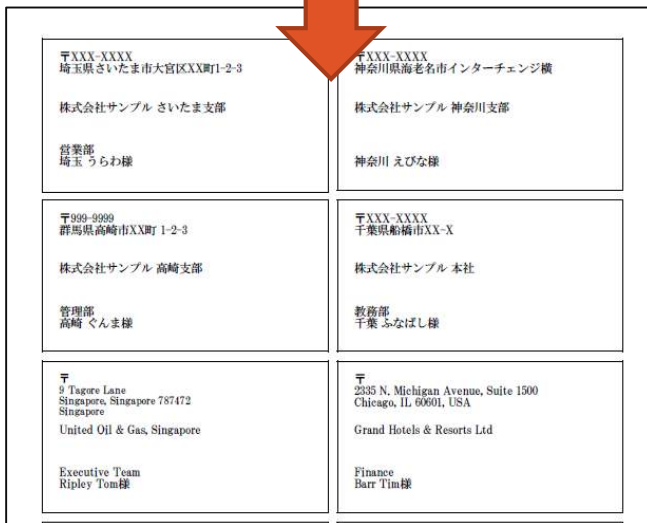 〒XXX-XXXX
埼玉県さいたま市大宮区XX町1-2-3
株式会社サンプル さいたま支部
営業部
埼玉 うらわ様
〒XXX-XXXX
神奈川県海老名市インターチェンジ横
株式会社サンプル 神奈川支部
神奈川 えびな様
〒999-9999
群馬県高崎市XX町 1-2-3
株式会社サンプル 高崎支部
管理部
高崎 ぐんま様
〒XXX-XXXX
千葉県船橋市XX-X
株式会社サンプル 本社
教務部
千葉 ふなばし様
〒
9 Tagore Lane
Singapore, Singapore 787472
Singapore
United Oil & Gas, Singapore
Executive Team
Ripley Tom様
〒
2335 N. Michigan Avenue, Suite 1500
Chicago, IL 60601, USA
Grand Hotels & Resorts Ltd
Finance
Barr Tim様